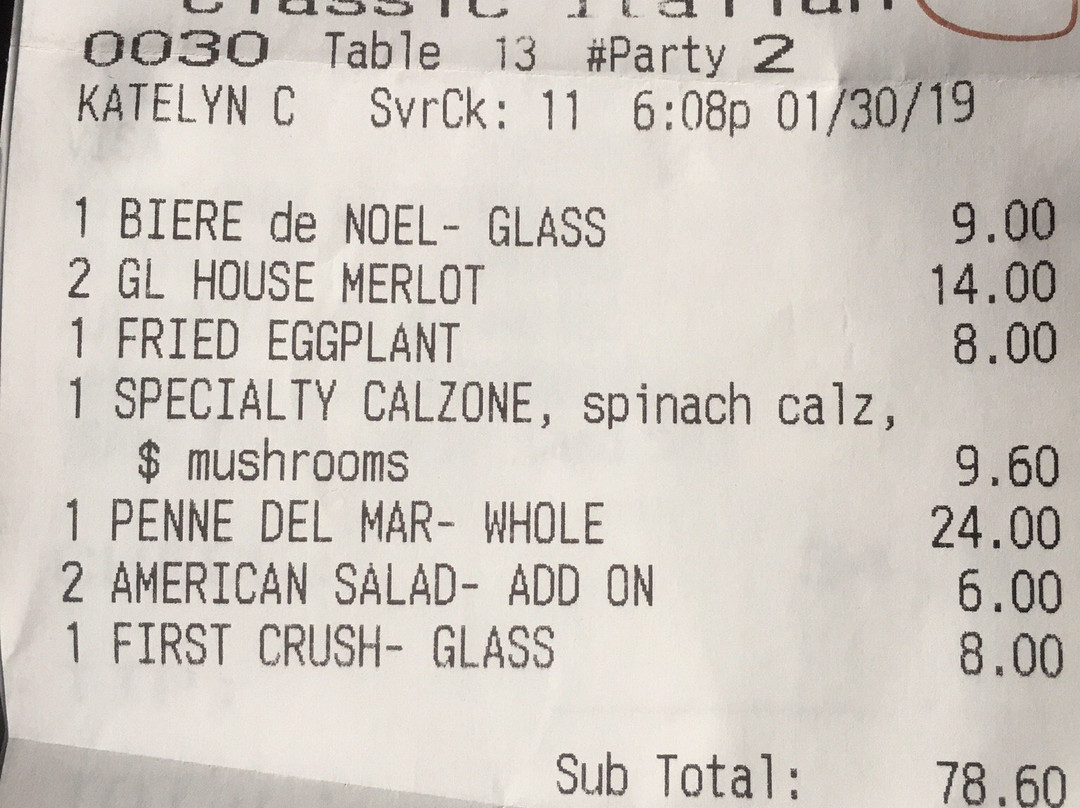 Classic Italian
0030 Table 13 #Party 2
KATELYN C SvrCk: 11 6:08p 01/30/19
1 BIERE de NOEL- GLASS 9.00
2 GL HOUSE MERLOT 14.00
1 FRIED EGGPLANT 8.00
1 SPECIALTY CALZONE, spinach calz,
$ mushrooms 9.60
1 PENNE DEL MAR- WHOLE 24.00
2 AMERICAN SALAD- ADD ON 6.00
1 FIRST CRUSH- GLASS 8.00
Sub Total: 78.60